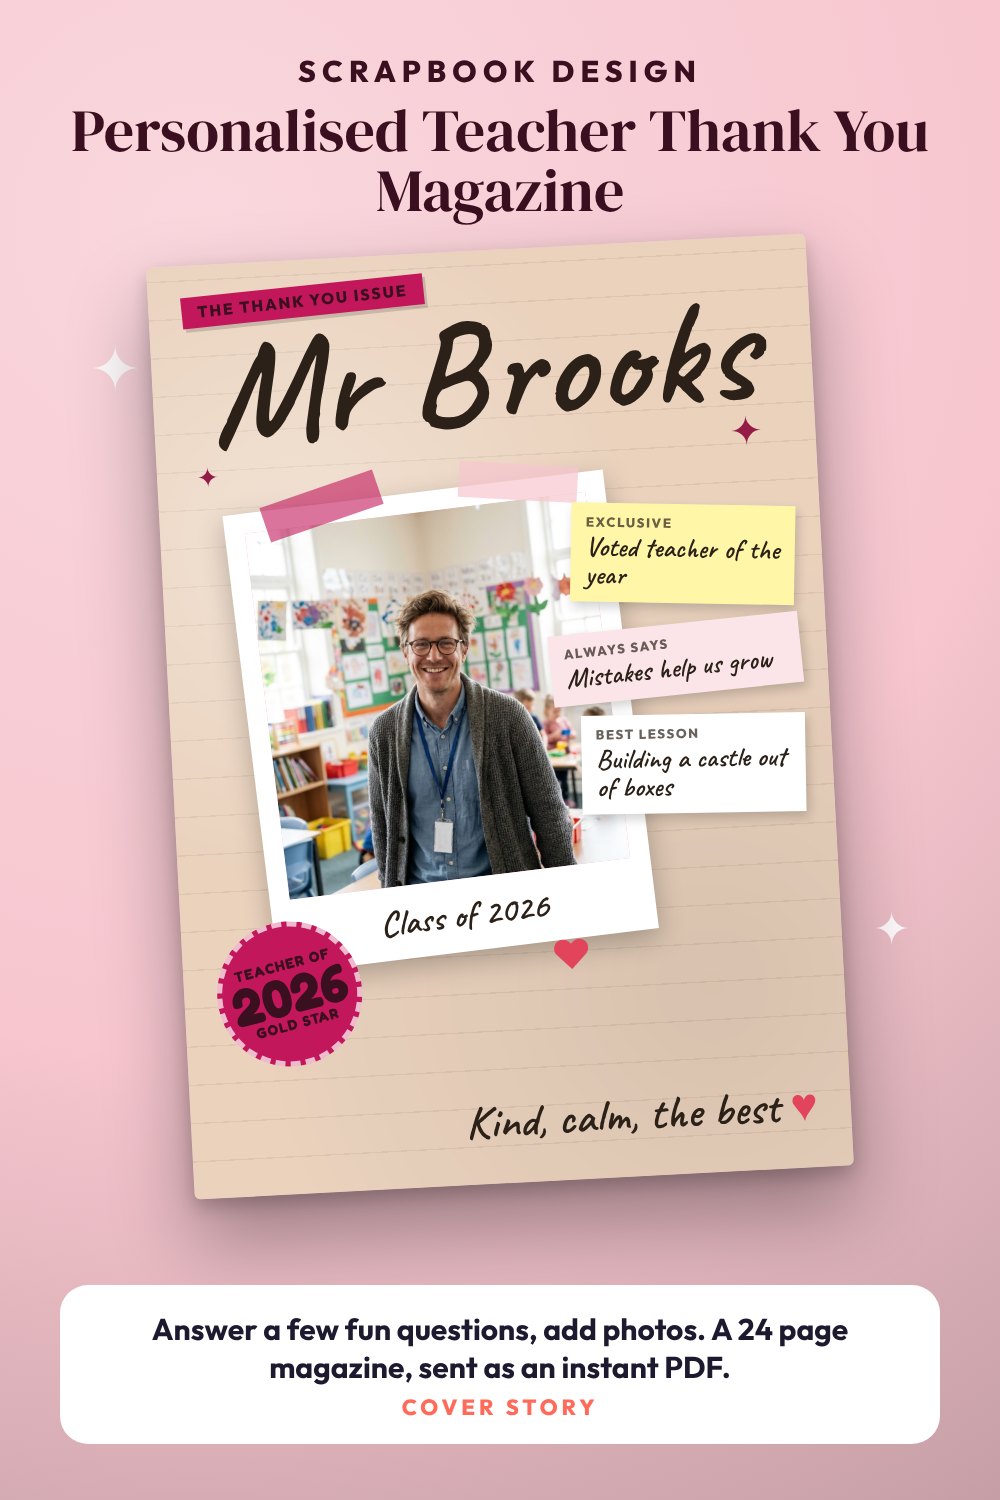 SCRAPBOOK DESIGN
Personalised Teacher Thank You
Magazine
THE THANK YOU ISSUE
Mr Brooks
EXCLUSIVE
Voted teacher of the
year
ALWAYS SAYS
Mistakes help us grow
BEST LESSON
Building a castle out
of boxes
Class of 2026
TEACHER OF
2026
GOLD STAR
Kind, calm, the best ♥
Answer a few fun questions, add photos. A 24 page
magazine, sent as an instant PDF.
COVER STORY